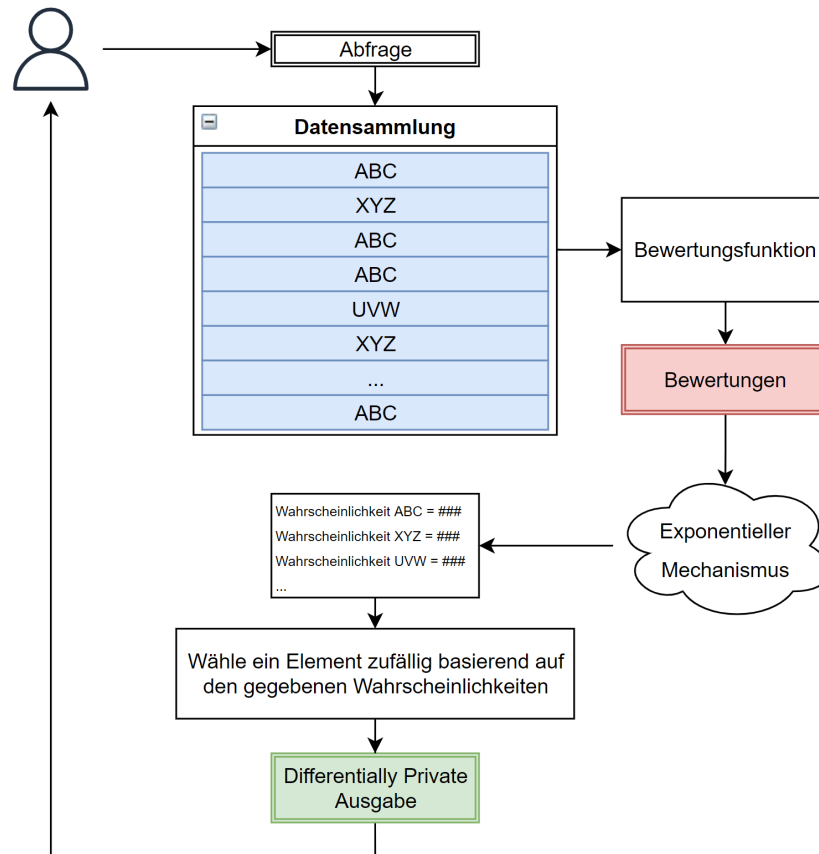 Abfrage
Datensammlung
ABC
XYZ
ABC
ABC
UVW
XYZ
...
ABC
Bewertungsfunktion
Bewertungen
Exponentieller
Mechanismus
Wahrscheinlichkeit ABC = ###
Wahrscheinlichkeit XYZ = ###
Wahrscheinlichkeit UVW = ###
...
Wähle ein Element zufällig basierend auf
den gegebenen Wahrscheinlichkeiten
Differentially Private
Ausgabe